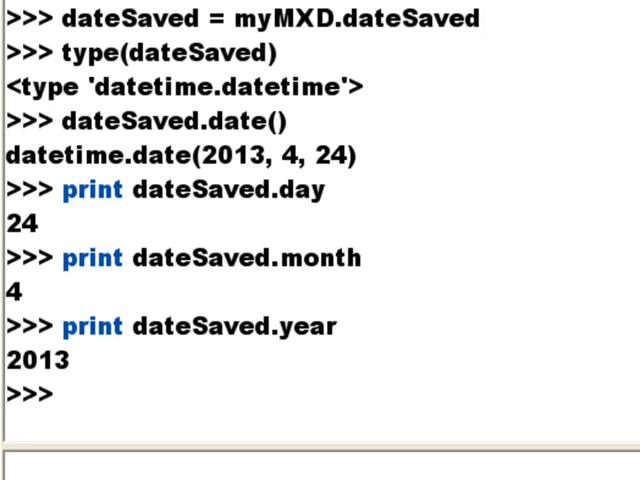 >>> dateSaved = myMXD.dateSaved
>>> type(dateSaved)
<type 'datetime.datetime'>
>>> dateSaved.date()
datetime.date(2013, 4, 24)
>>> print dateSaved.day
24
>>> print dateSaved.month
4
>>> print dateSaved.year
2013
>>>